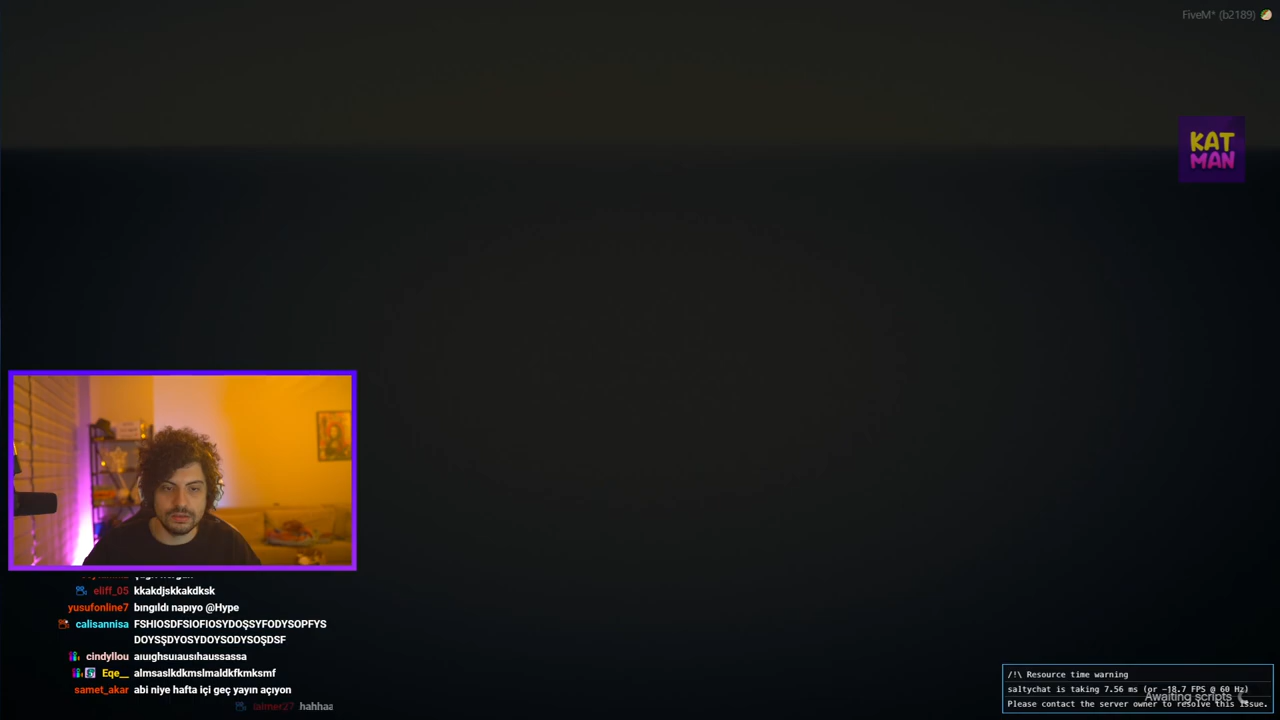 FiveM* (b2189)
KAT
MAN
eliff_05 kkakdjskkakdksk
yusufonline7 bıngıldı napıyo @Hype
calisannisa FSHIOSDFSIOFIOSYDOŞSYFODYSOPFYS
DOYSŞDYOSYDOYSODYSOŞDSF
cindyllou aıuıghsuıausıhaussassa
Eqe__ almsaslkdkmslmaldkfkmksmf
samet_akar abi niye hafta içi geç yayın açıyon
hahhaa
/!\ Resource time warning
saltychat is taking 7.56 ms (or -18.7 FPS @ 60 Hz)
Awaiting scripts
Please contact the server owner to resolve this issue.